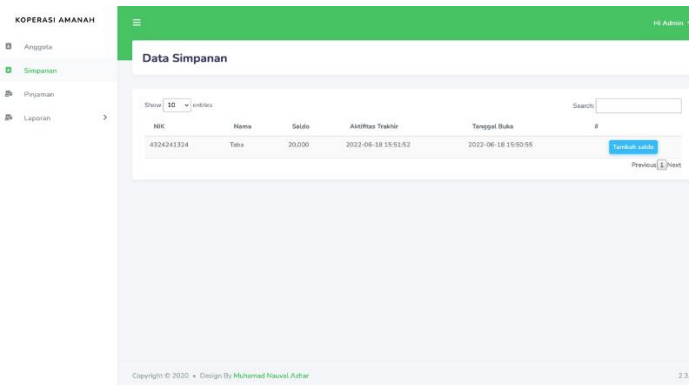 KOPERASI AMANAH
Hi Admin
Anggota
Simpanan
Pinjaman
Laporan
Data Simpanan
Show 10 entries
Search:
NIK Nama Saldo Aktifitas Trakhir Tanggal Buka #
4324241324 Toba 20,000 2022-06-18 15:51:52 2022-06-18 15:50:55 Tambah saldo
Previous 1 Next
Copyright © 2020 • Design By Muhamad Nauval Azhar
2.3.